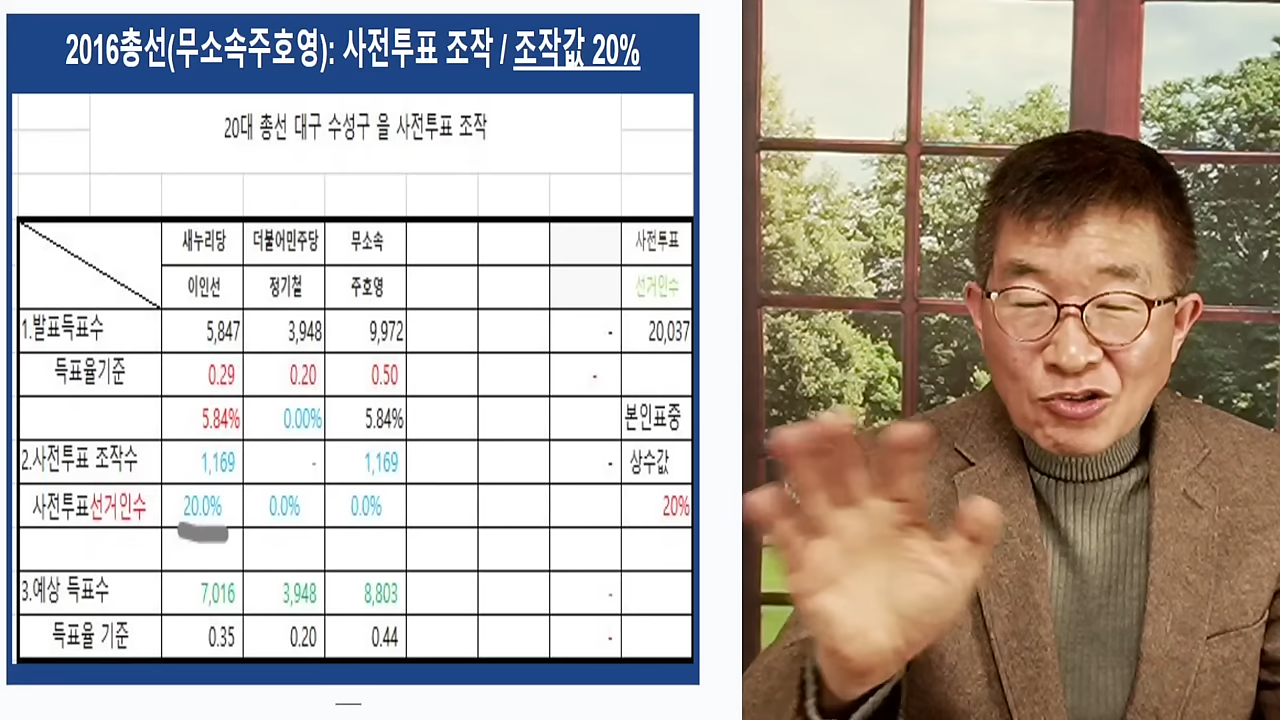 2016총선(무소속주호영): 사전투표 조작 / 조작값 20%
20대 총선 대구 수성구 을 사전투표 조작
새누리당 더불어민주당 무소속 사전투표
이인선 정기철 주호영 선거인수
1.발표득표수 5,847 3,948 9,972 - 20,037
득표율기준 0.29 0.20 0.50 -
5.84% 0.00% 5.84% 본인표중
2.사전투표 조작수 1,169 - 1,169 - 상수값
사전투표선거인수 20.0% 0.0% 0.0% 20%
3.예상 득표수 7,016 3,948 8,803 -
득표율 기준 0.35 0.20 0.44 -